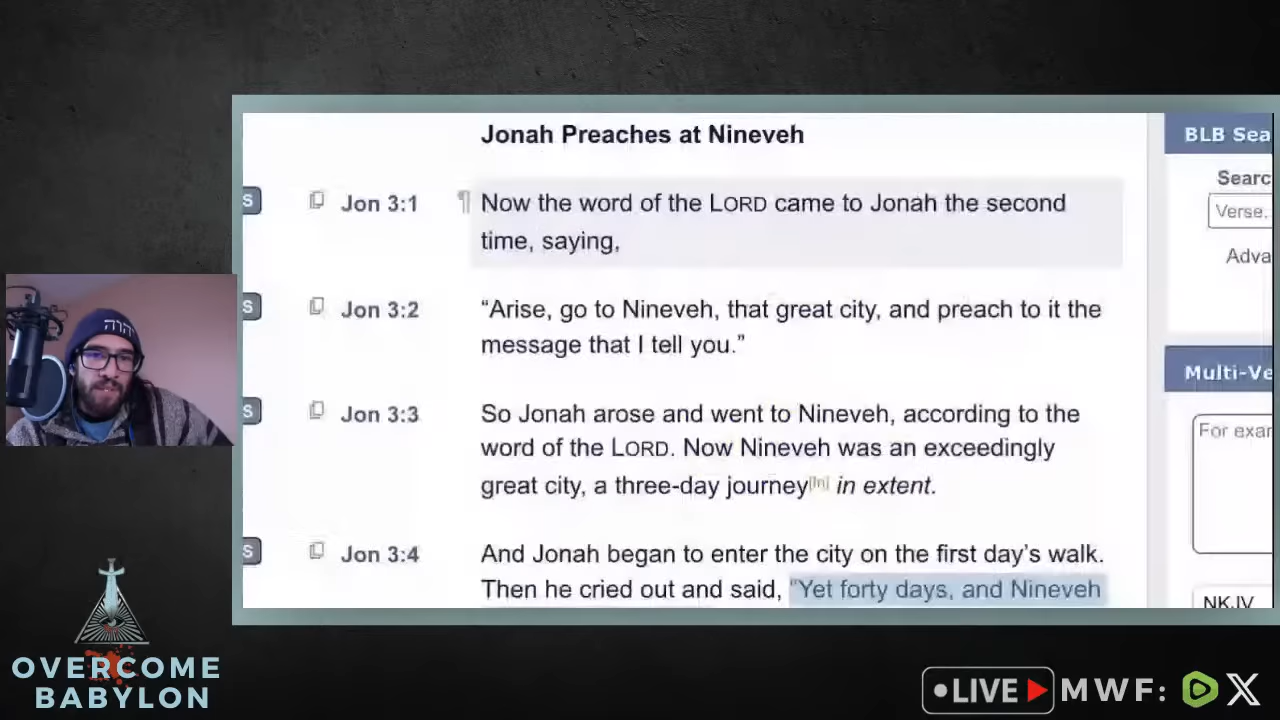 Jonah Preaches at Nineveh
BLB Sea
Searc
Verse.
Adva
S
Jon 3:1
¶ Now the word of the LORD came to Jonah the second
time, saying,
S
Jon 3:2
“Arise, go to Nineveh, that great city, and preach to it the
message that I tell you.”
Multi-Ve
For exar
S
Jon 3:3
So Jonah arose and went to Nineveh, according to the
word of the LORD. Now Nineveh was an exceedingly
great city, a three-day journey[fn] in extent.
S
Jon 3:4
And Jonah began to enter the city on the first day’s walk.
Then he cried out and said, “Yet forty days, and Nineveh
NKJV
יהוה
OVERCOME
BABYLON
LIVE
MWF:
X